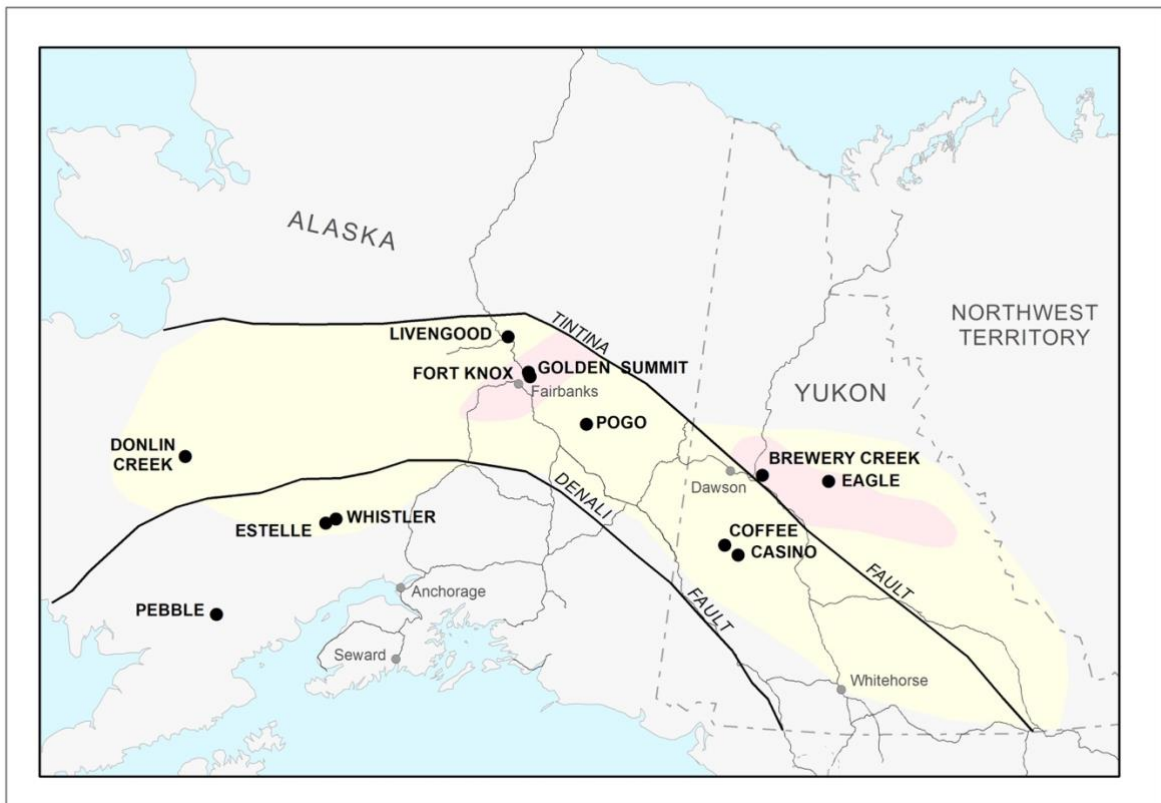 ALASKA
NORTHWEST
TERRITORY
TINTINA
LIVENGOOD
GOLDEN SUMMIT
FORT KNOX
Fairbanks
YUKON
POGO
DONLIN
CREEK
BREWERY CREEK
EAGLE
Dawson
DENALI
WHISTLER
ESTELLE
COFFEE
CASINO
FAULT
Anchorage
PEBBLE
FAULT
Seward
Whitehorse